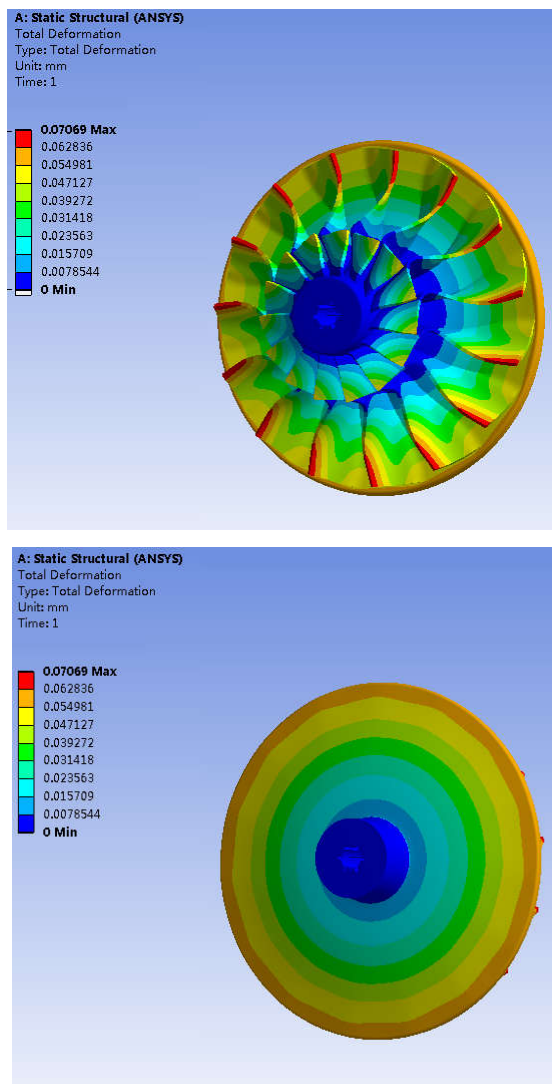 A: Static Structural (ANSYS)
Total Deformation
Type: Total Deformation
Unit: mm
Time: 1
0.07069 Max
0.062836
0.054981
0.047127
0.039272
0.031418
0.023563
0.015709
0.0078544
0 Min
A: Static Structural (ANSYS)
Total Deformation
Type: Total Deformation
Unit: mm
Time: 1
0.07069 Max
0.062836
0.054981
0.047127
0.039272
0.031418
0.023563
0.015709
0.0078544
0 Min